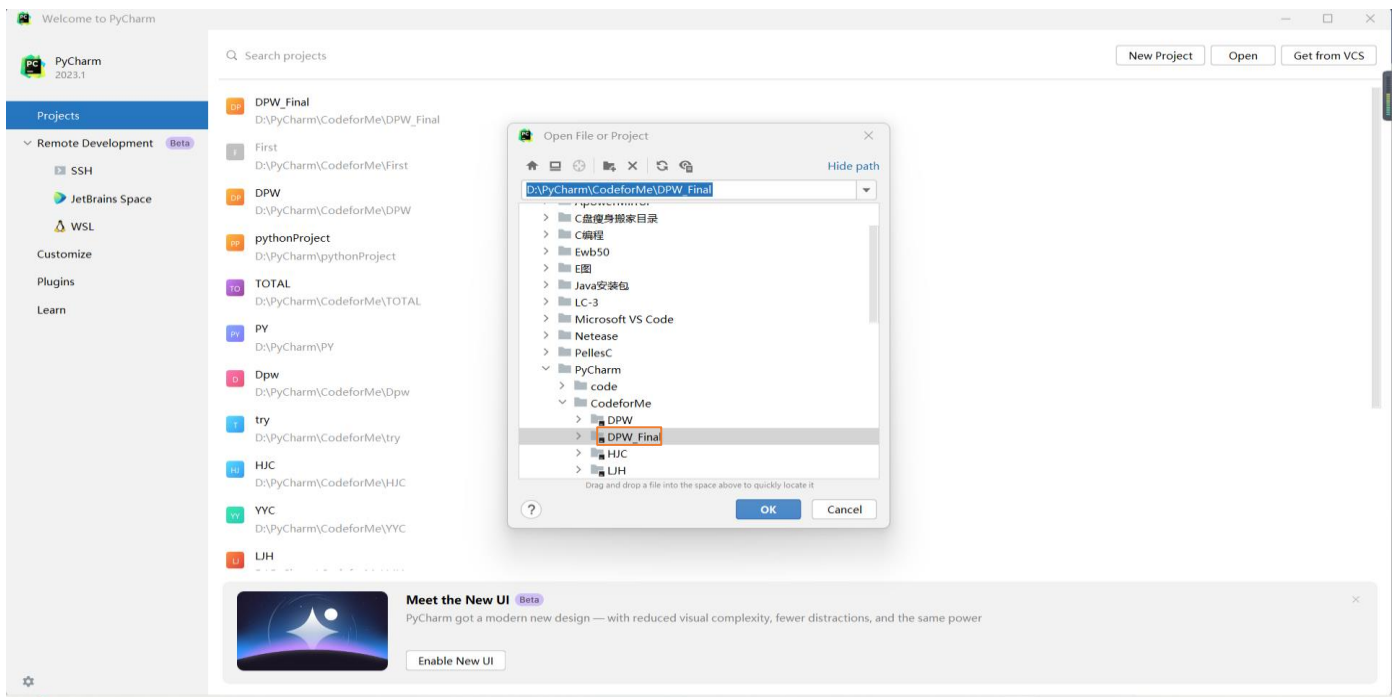 Welcome to PyCharm
PyCharm
2023.1
Search projects
New Project
Open
Get from VCS
Projects
Remote Development Beta
SSH
JetBrains Space
WSL
Customize
Plugins
Learn
DP
DPW_Final
D:\PyCharm\CodeforMe\DPW_Final
First
D:\PyCharm\CodeforMe\First
DP
DPW
D:\PyCharm\CodeforMe\DPW
PP
pythonProject
D:\PyCharm\pythonProject
TO
TOTAL
D:\PyCharm\CodeforMe\TOTAL
PY
PY
D:\PyCharm\PY
D
Dpw
D:\PyCharm\CodeforMe\Dpw
T
try
D:\PyCharm\CodeforMe\try
HJ
HJC
D:\PyCharm\CodeforMe\HJC
YY
YYC
D:\PyCharm\CodeforMe\YYC
LJ
LJH
Open File or Project
Hide path
D:\PyCharm\CodeforMe\DPW_Final
C盘瘦身搬家目录
C编程
Ewb50
E图
Java安装包
LC-3
Microsoft VS Code
Netease
PellesC
PyCharm
code
CodeforMe
DPW
DPW_Final
HJC
LJH
Drag and drop a file into the space above to quickly locate it
?
OK
Cancel
Meet the New UI Beta
PyCharm got a modern new design — with reduced visual complexity, fewer distractions, and the same power
Enable New UI